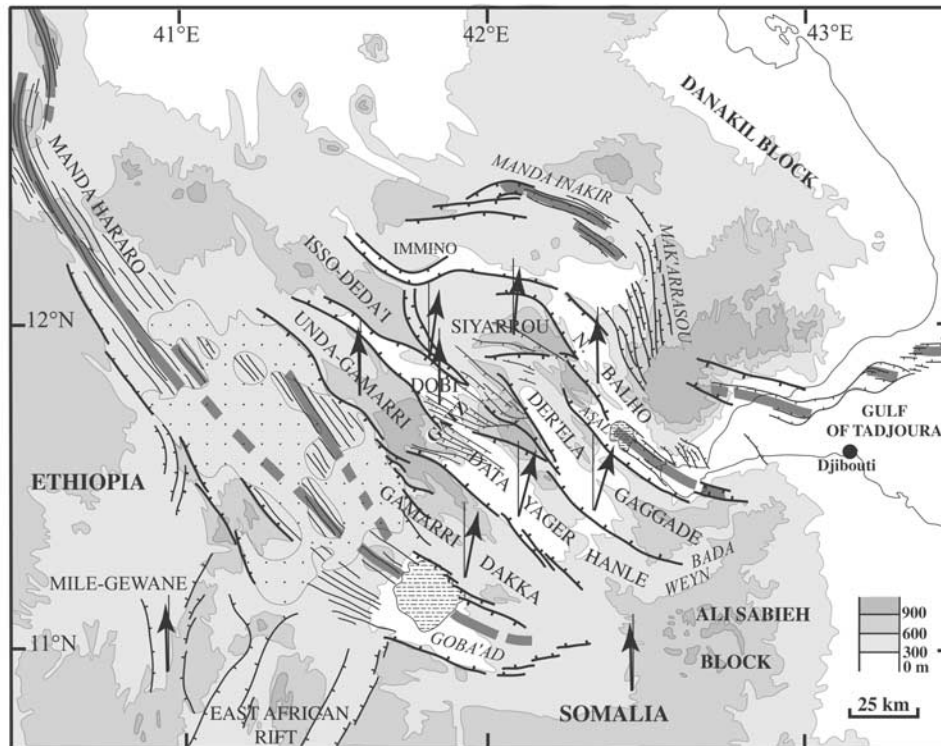 41°E
42°E
43°E
DANAKIL BLOCK
MANDA HARARO
MANDA INAKIR
IMMINO
MAK'ARRASOU
ISSO-DEDA'I
12°N
SIYARROU
UNDA-GAMARRI
DOBI
BALHO
DER'ELA
ASAL
GULF
OF TADJOURA
Djibouti
ETHIOPIA
DATA
YAGER
GAGGADE
GAMARRI
HANLE
BADA
WEYN
DAKKA
MILE-GEWANE
ALI SABIEH
BLOCK
11°N
GOBA'AD
900
600
300
0 m
25 km
EAST AFRICAN
RIFT
SOMALIA